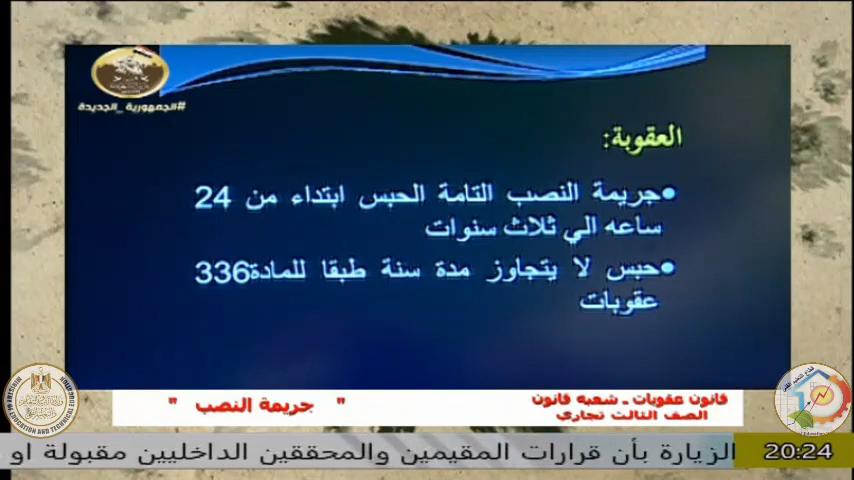 #الجمهورية_الجديدة
العقوبة:
●جريمة النصب التامة الحبس ابتداء من 24
ساعه الي ثلاث سنوات
●حبس لا يتجاوز مدة سنة طبقا للمادة336
عقوبات
قانون عقوبات - شعبة قانون
الصف الثالث تجاري
" جريمة النصب "
الزيارة بأن قرارات المقيمين والمحققين الداخليين مقبولة او
20:24